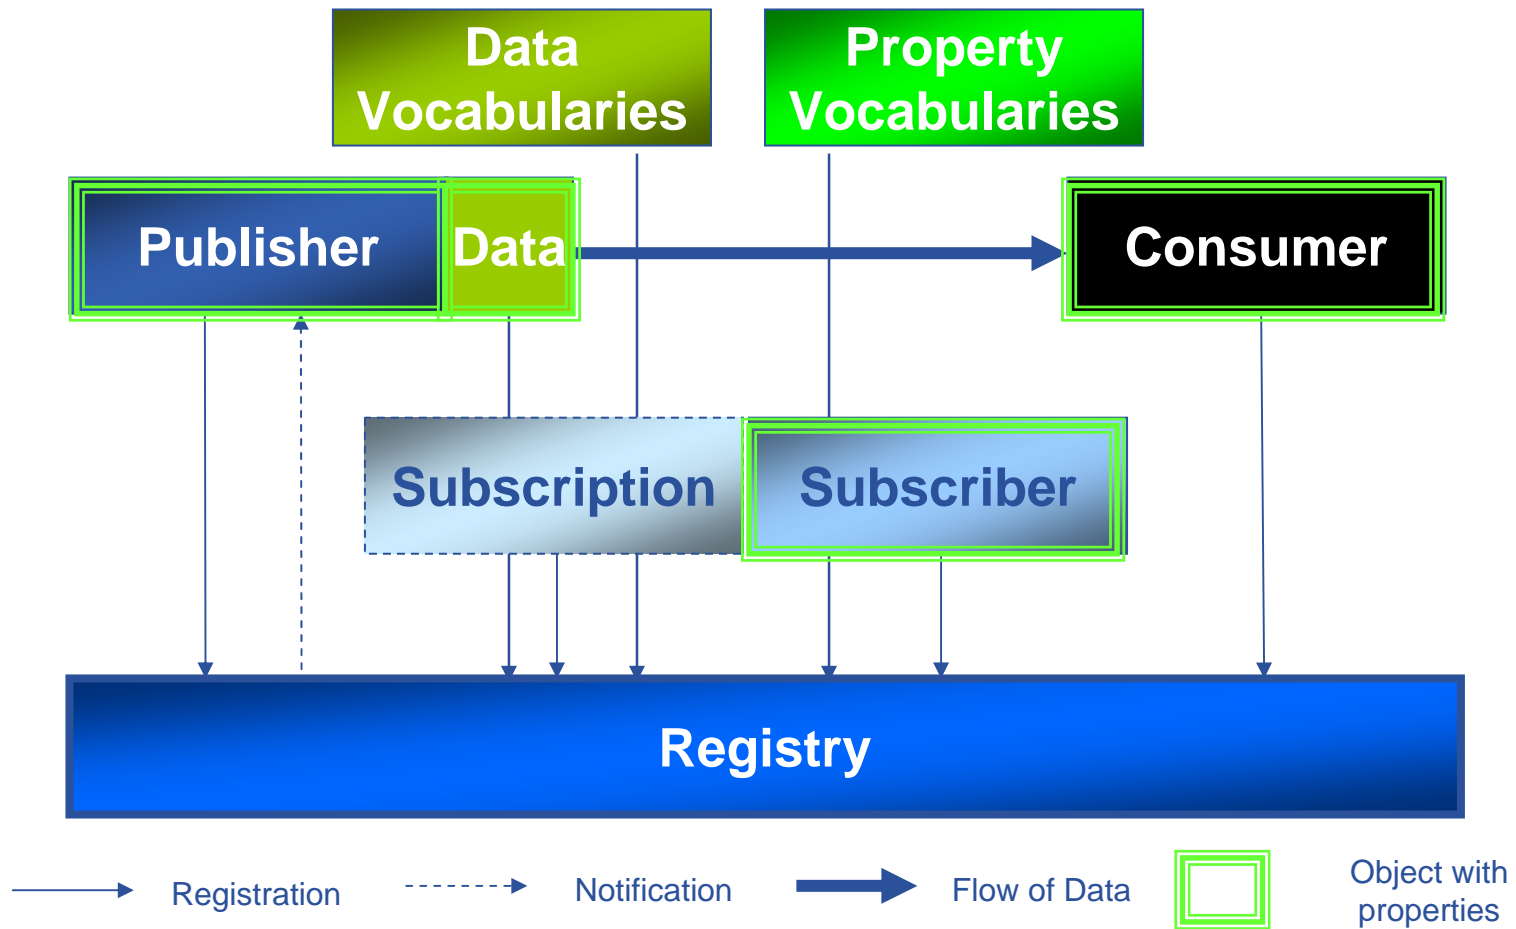 Data
Vocabularies
Property
Vocabularies
Publisher
Data
Consumer
Subscription
Subscriber
Registry
Registration
Notification
Flow of Data
Object with
properties